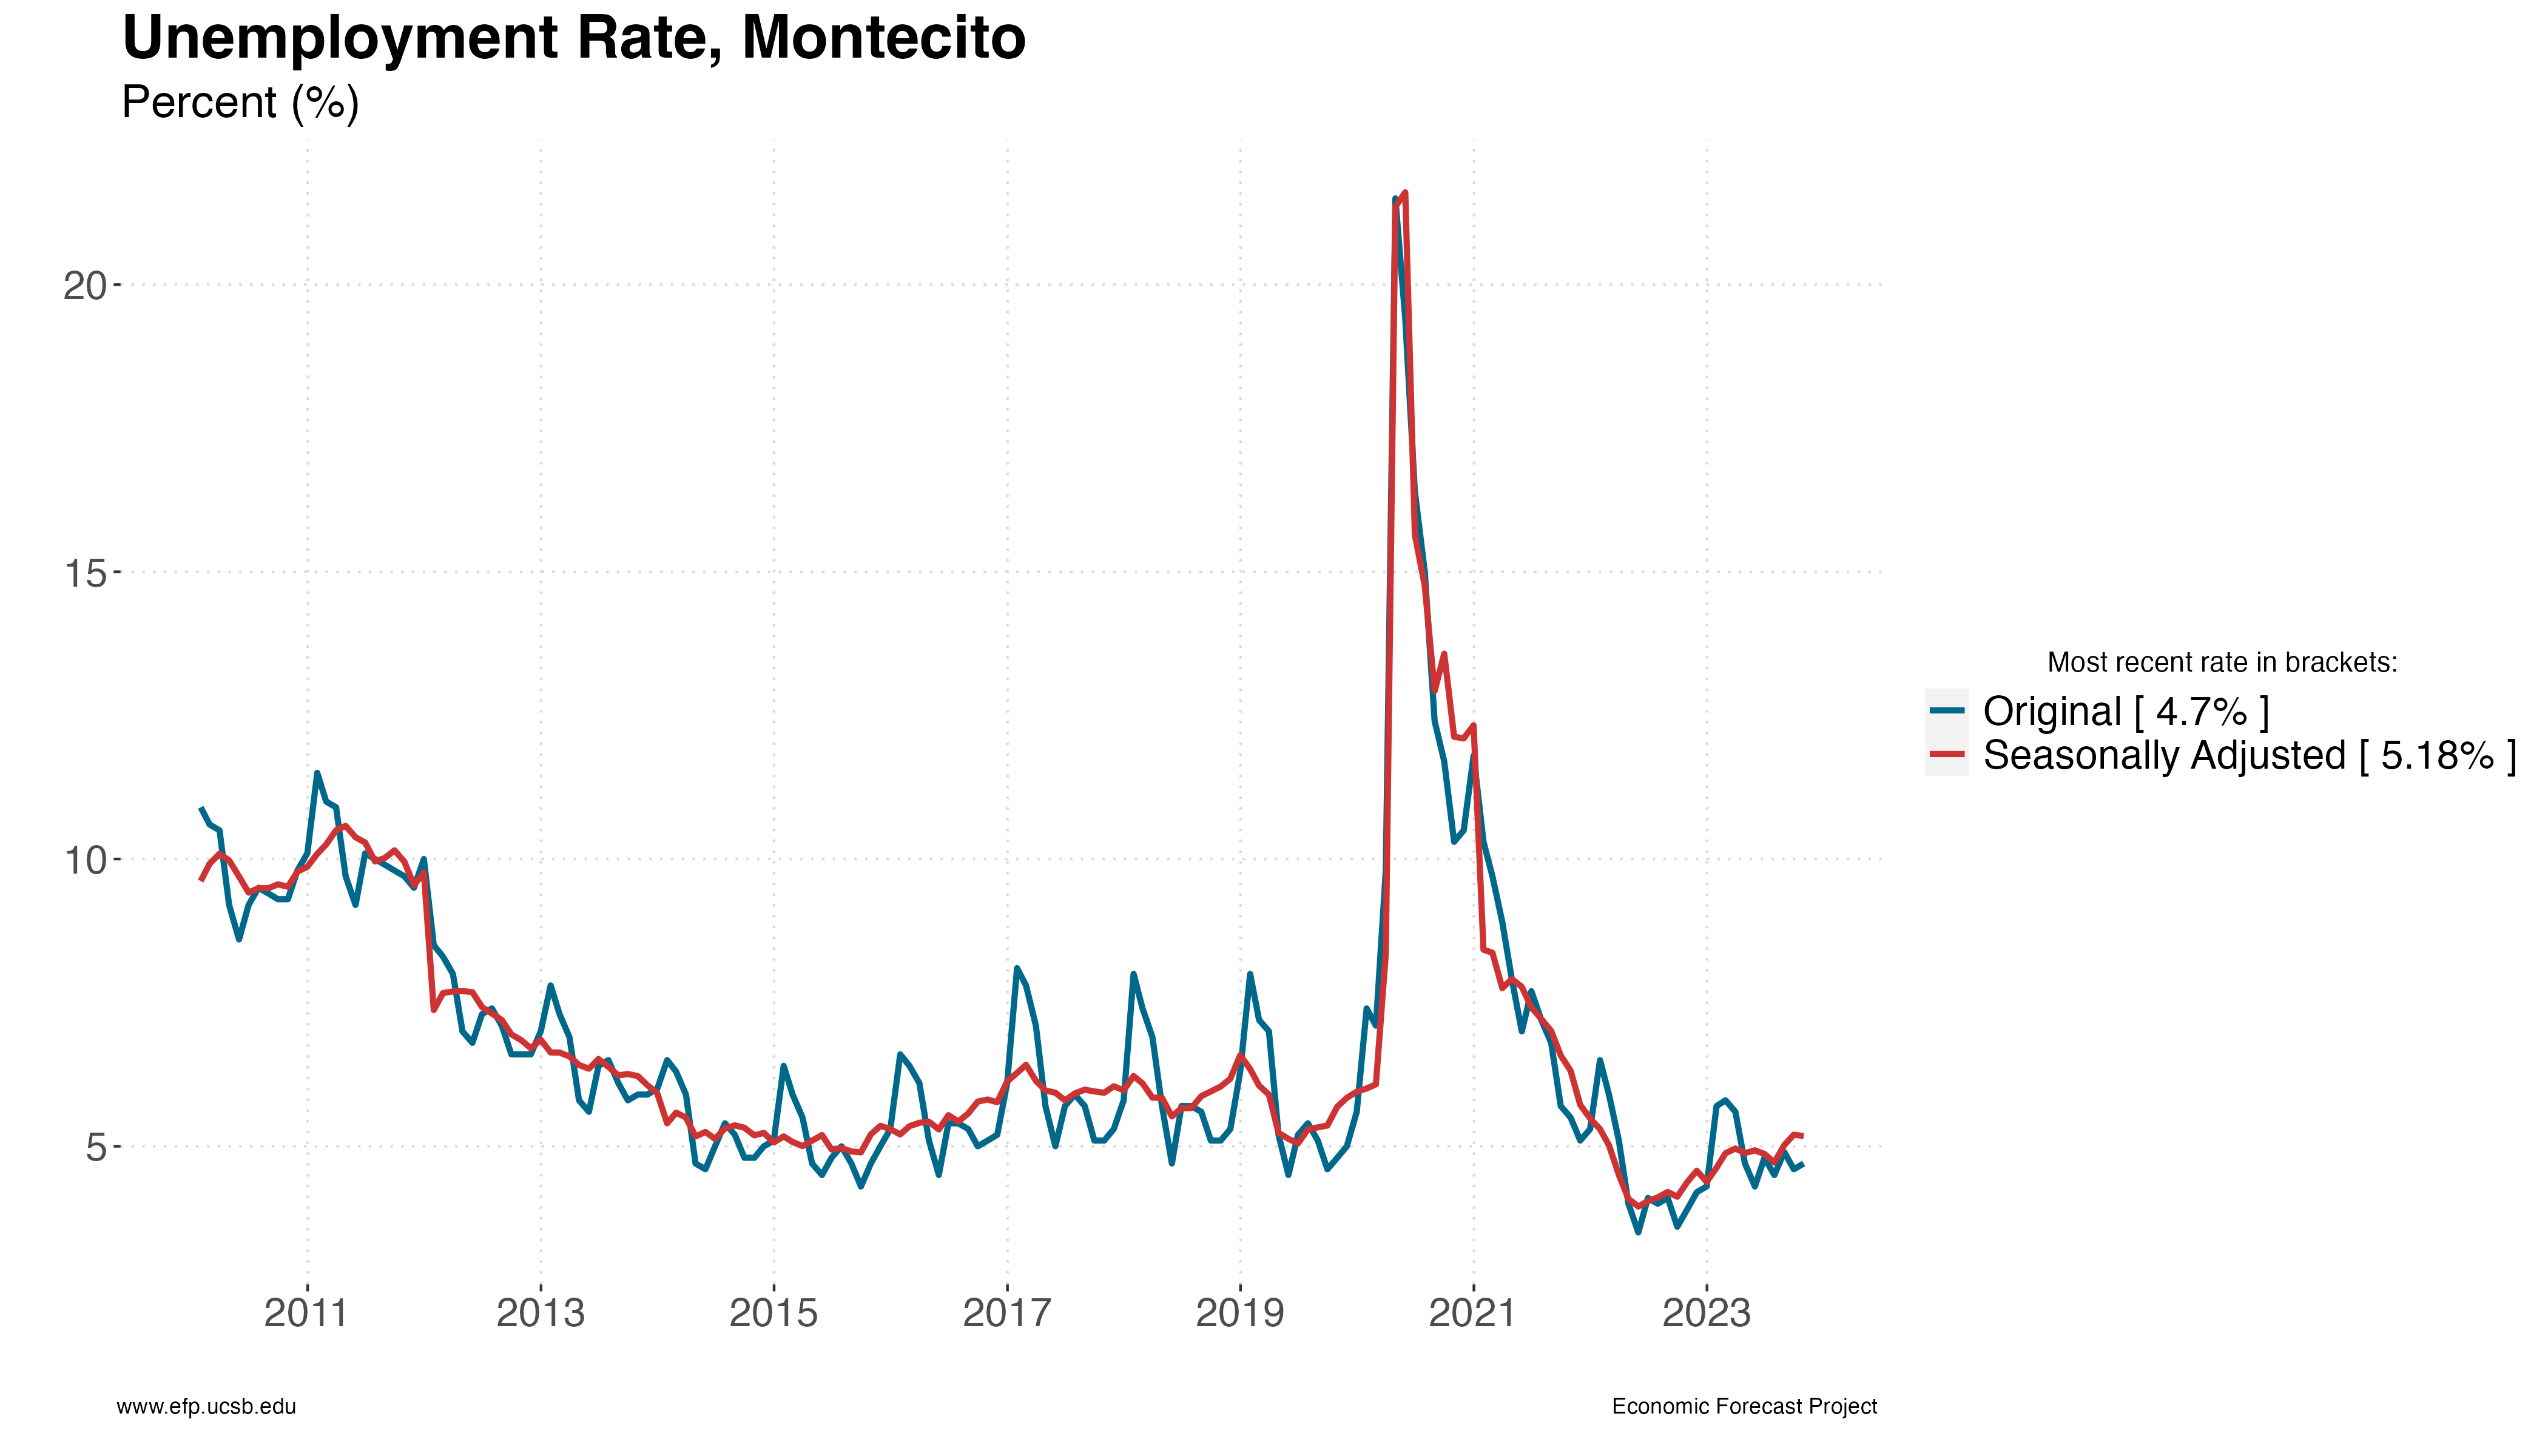 Unemployment Rate, Montecito
Percent (%)
20
15
10
5
2011 2013 2015 2017 2019 2021 2023
Most recent rate in brackets:
Original [ 4.7% ]
Seasonally Adjusted [ 5.18% ]
www.efp.ucsb.edu Economic Forecast Project